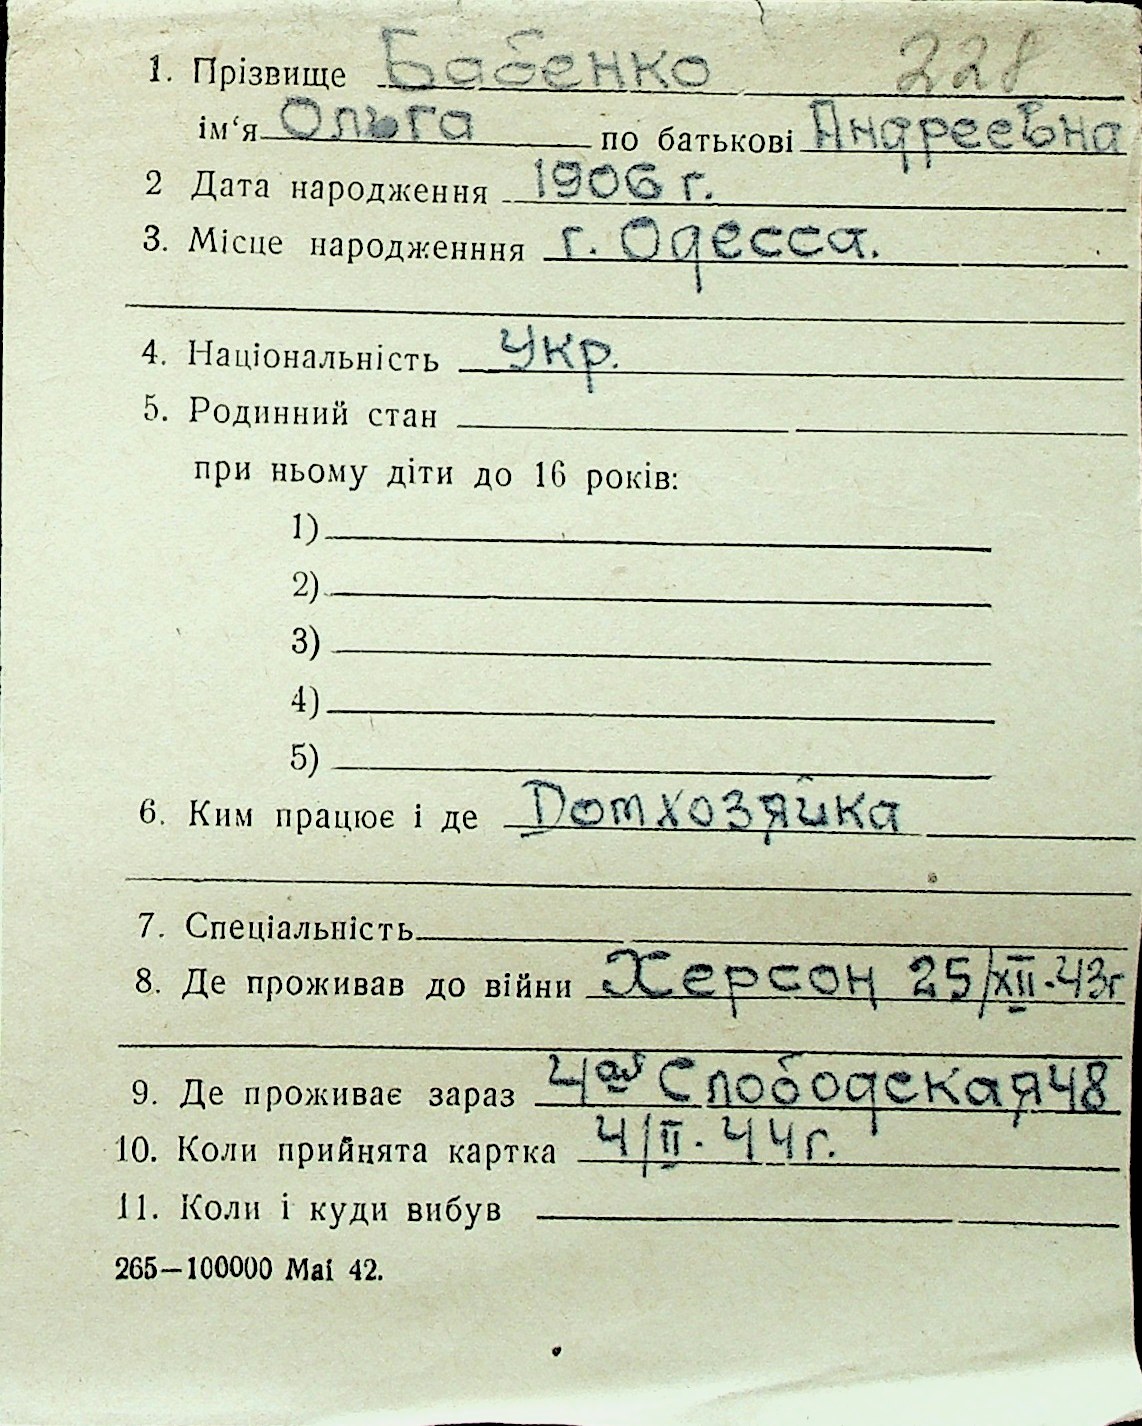 1. Прізвище Бабенко 228
ім‘я Ольга по батькові Андреевна
2 Дата народження 1906 г.
3. Місце народженння г. Одесса.
4. Національність Укр.
5. Родинний стан
при ньому діти до 16 років:
1)
2)
3)
4)
5)
6. Ким працює і де Домхозяйка
7. Спеціальність
8. Де проживав до війни Херсон 25/XII-43г
9. Де проживає зараз 4ая Слободская 48
10. Коли прийнята картка 4/II-44г.
11. Коли і куди вибув
265—100000 Mai 42.